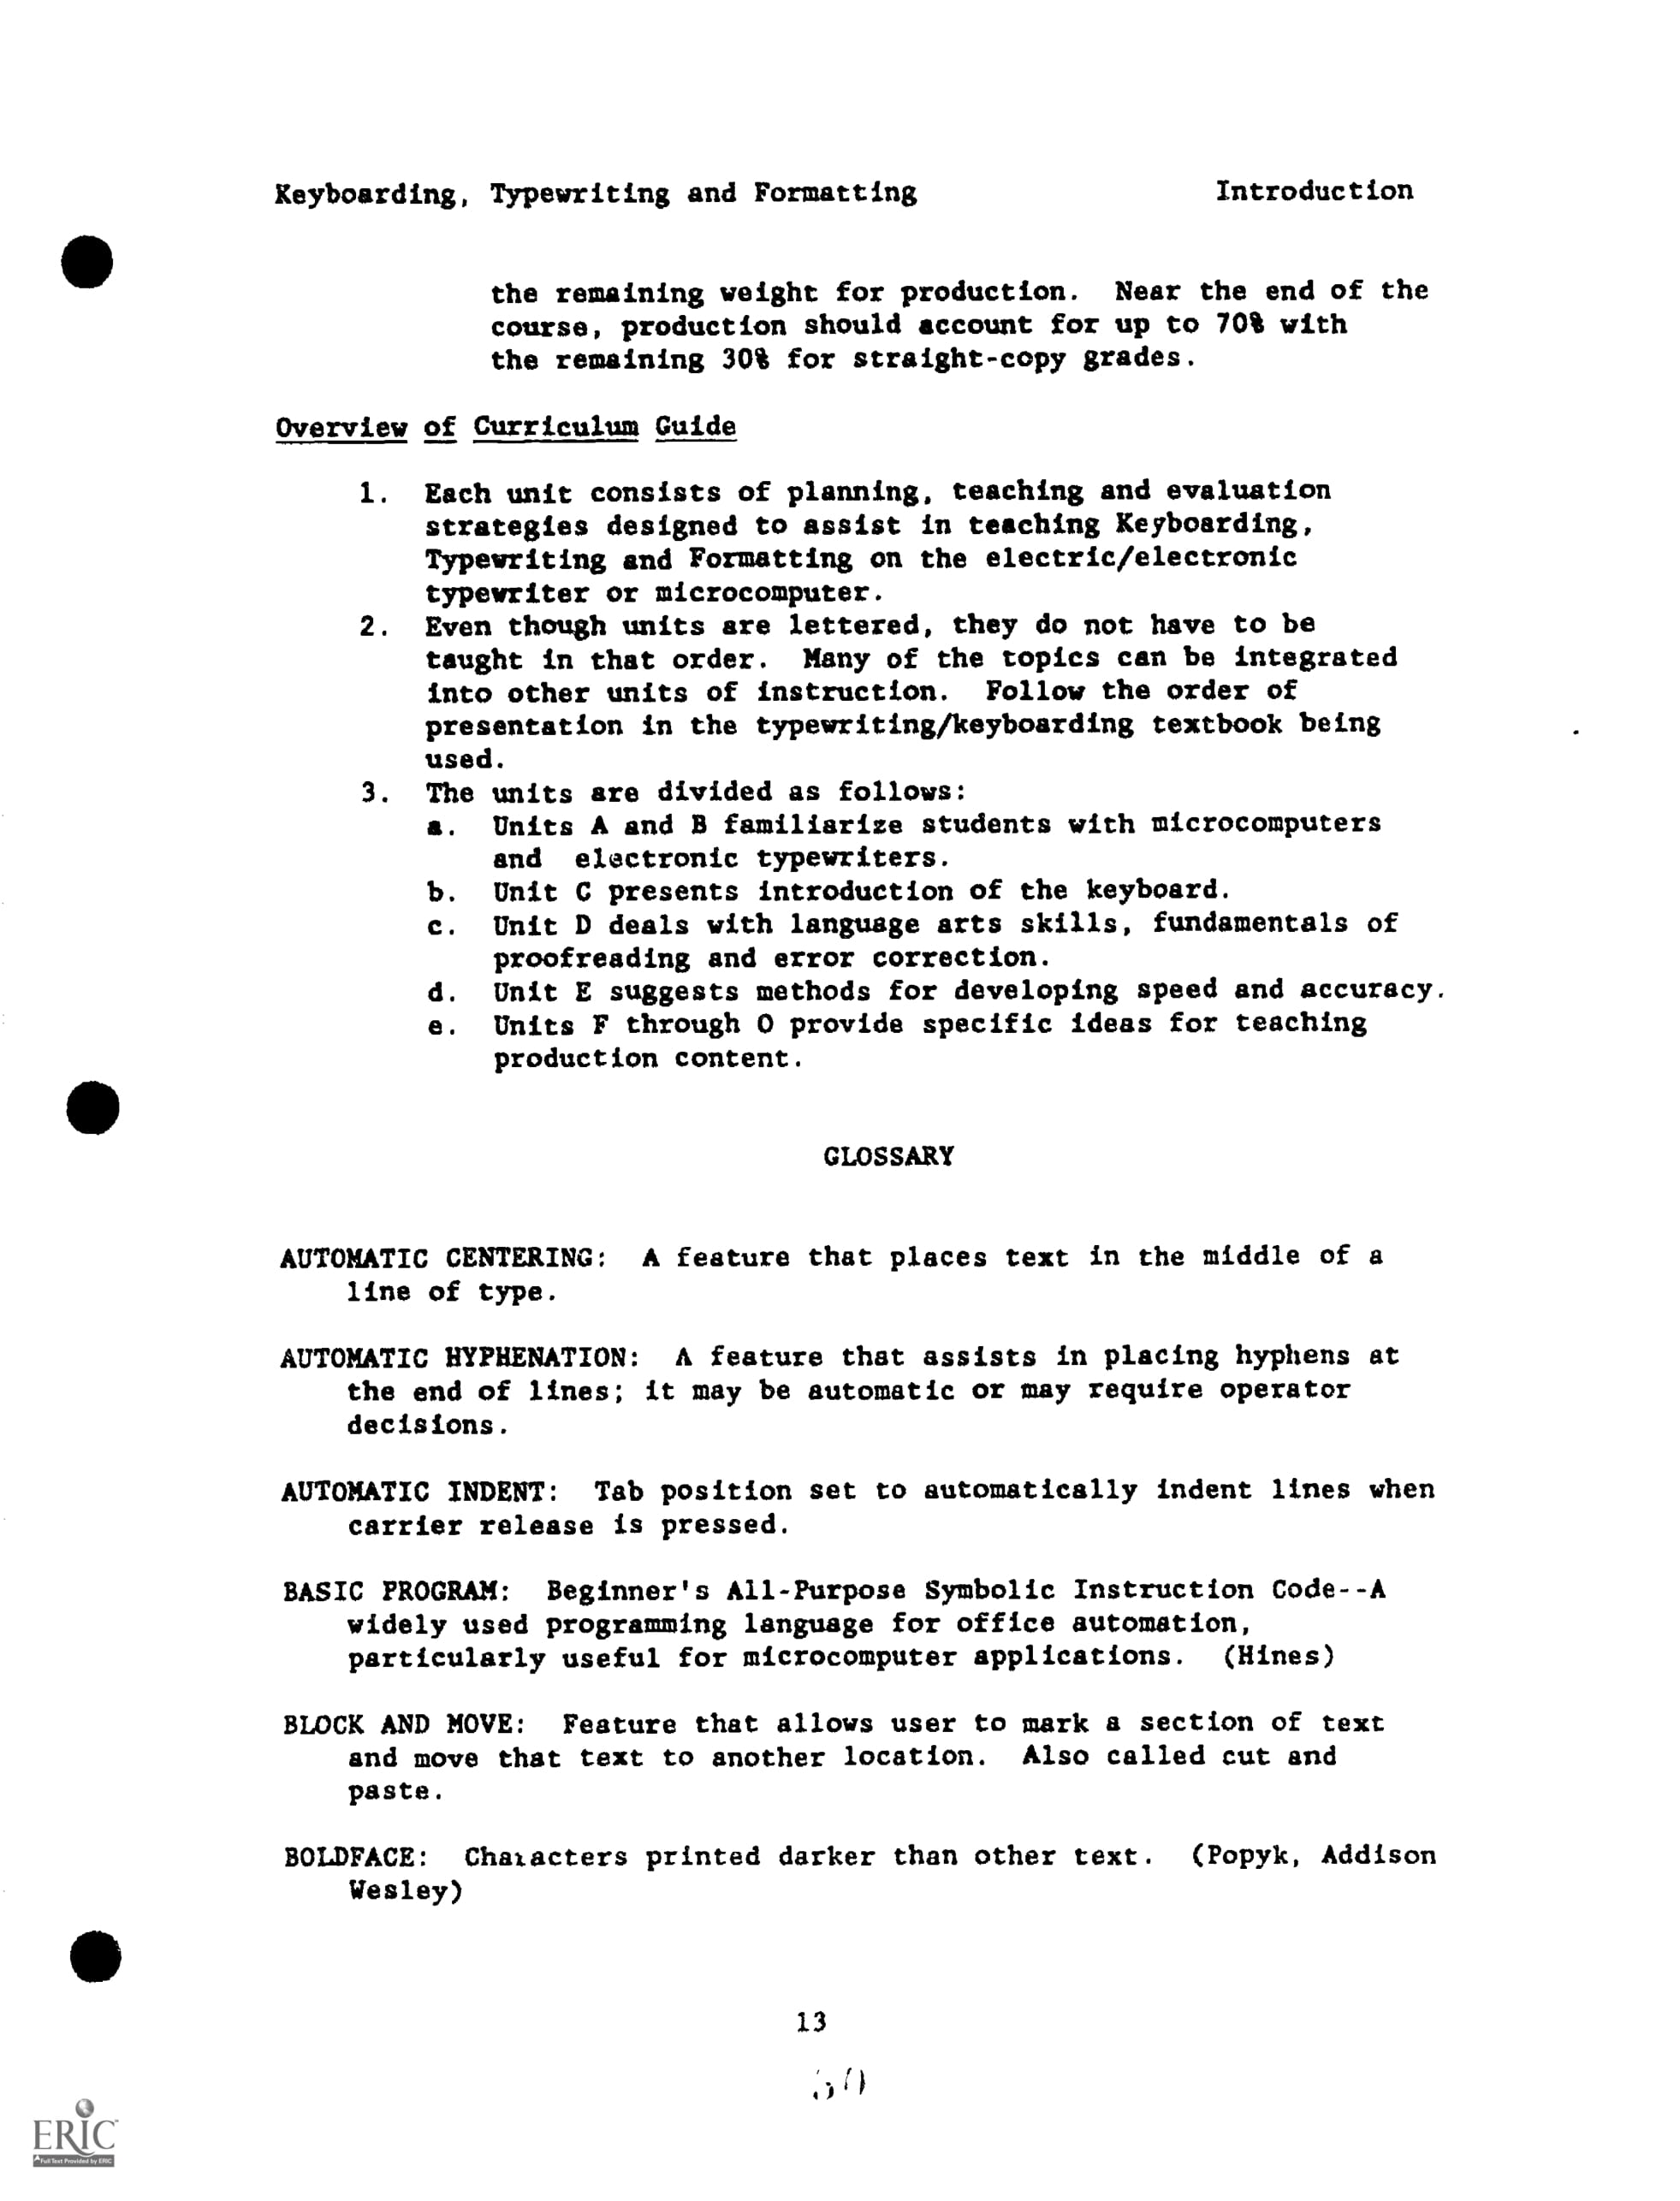 Keyboarding, Typewriting and Formatting Introduction
the remaining weight for production. Near the end of the
course, production should account for up to 70% with
the remaining 30% for straight-copy grades.
Overview of Curriculum Guide
1. Each unit consists of planning, teaching and evaluation
strategies designed to assist in teaching Keyboarding,
Typewriting and Formatting on the electric/electronic
typewriter or microcomputer.
2. Even though units are lettered, they do not have to be
taught in that order. Many of the topics can be integrated
into other units of instruction. Follow the order of
presentation in the typewriting/keyboarding textbook being
used.
3. The units are divided as follows:
a. Units A and B familiarize students with microcomputers
and electronic typewriters.
b. Unit C presents introduction of the keyboard.
c. Unit D deals with language arts skills, fundamentals of
proofreading and error correction.
d. Unit E suggests methods for developing speed and accuracy.
e. Units F through O provide specific ideas for teaching
production content.
GLOSSARY
AUTOMATIC CENTERING: A feature that places text in the middle of a
line of type.
AUTOMATIC HYPHENATION: A feature that assists in placing hyphens at
the end of lines; it may be automatic or may require operator
decisions.
AUTOMATIC INDENT: Tab position set to automatically indent lines when
carrier release is pressed.
BASIC PROGRAM: Beginner's All-Purpose Symbolic Instruction Code--A
widely used programming language for office automation,
particularly useful for microcomputer applications. (Hines)
BLOCK AND MOVE: Feature that allows user to mark a section of text
and move that text to another location. Also called cut and
paste.
BOLDFACE: Characters printed darker than other text. (Popyk, Addison
Wesley)
13
ERIC
Full Text Provided by ERIC